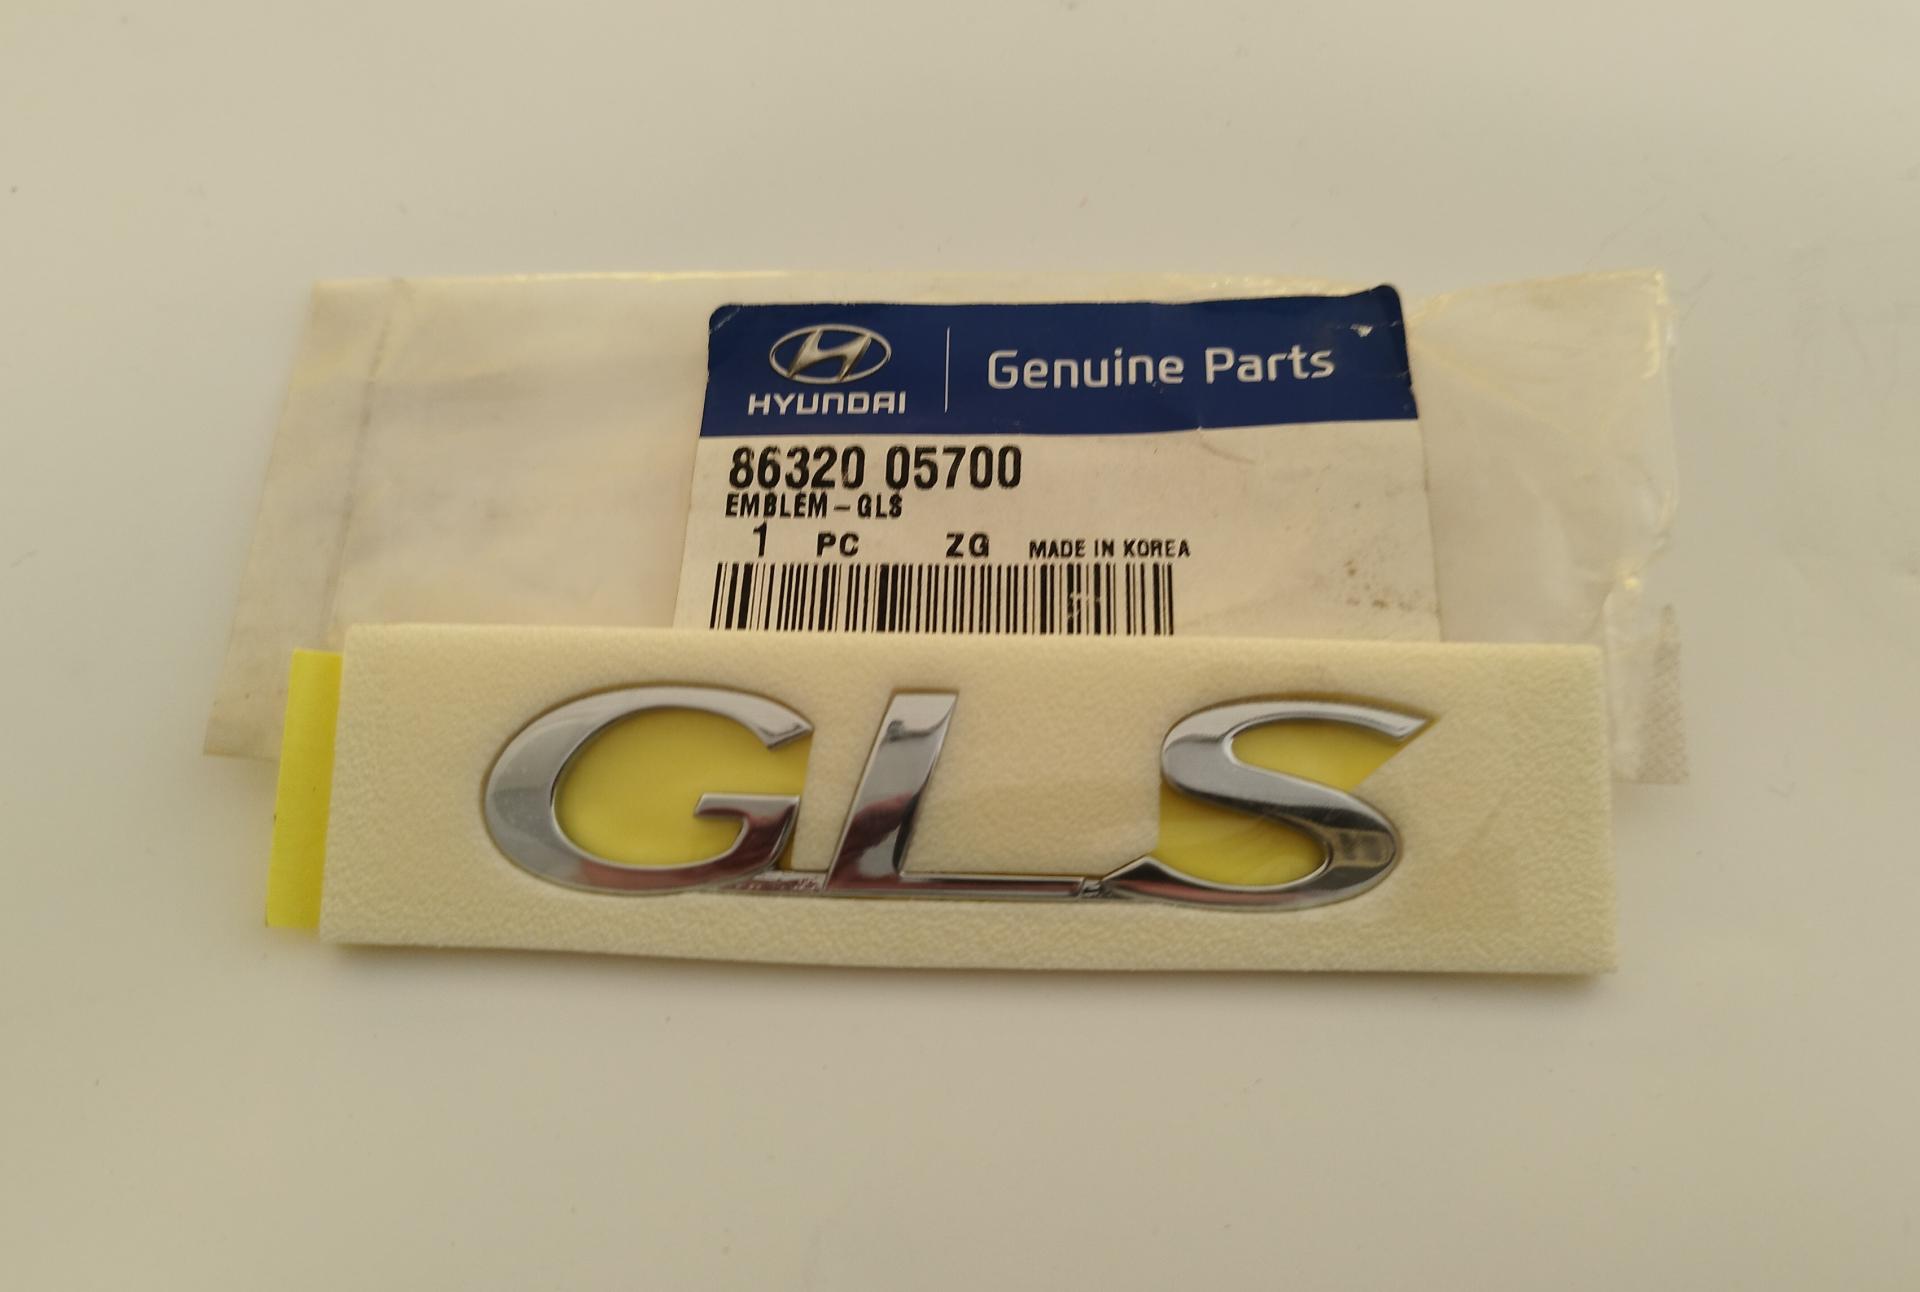 HYUNDAI
Genuine Parts
86320 05700
EMBLEM-GLS
1 PC ZG MADE IN KOREA
GLS